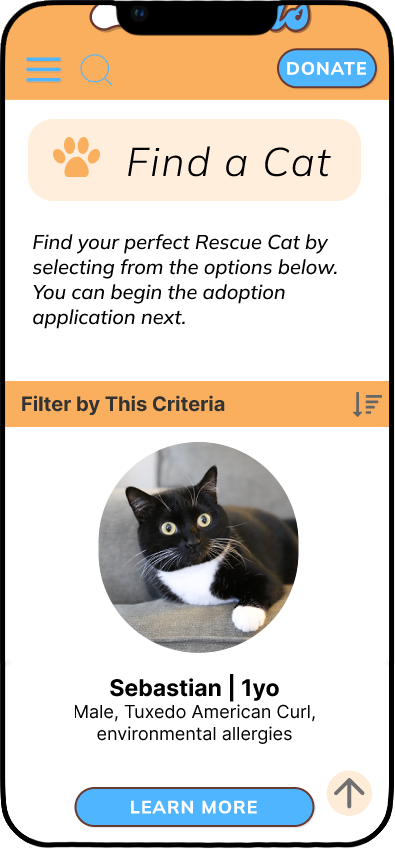 DONATE
Find a Cat
Find your perfect Rescue Cat by
selecting from the options below.
You can begin the adoption
application next.
Filter by This Criteria
Sebastian | 1yo
Male, Tuxedo American Curl,
environmental allergies
LEARN MORE